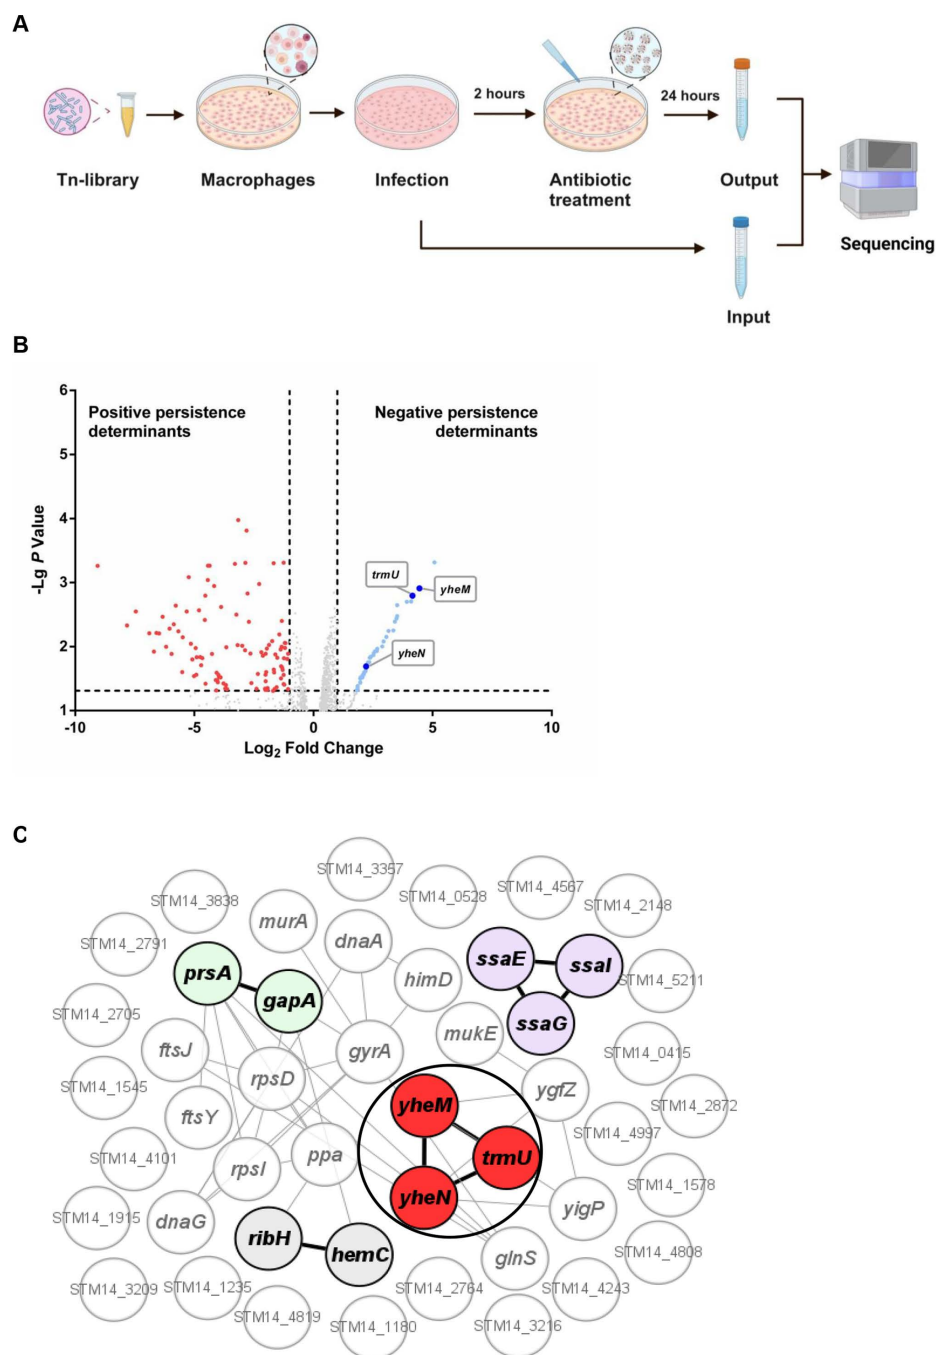 A
2 hours
24 hours
Tn-library
Macrophages
Infection
Antibiotic
treatment
Output
Sequencing
Input
B
6
5
4
3
2
1
-Lg P Value
Positive persistence
determinants
Negative persistence
determinants
trmU
yheM
yheN
-10
-5
0
5
10
Log2 Fold Change
C
STM14_3357
STM14_0528
STM14_4567
STM14_2148
STM14_3838
STM14_2791
murA
dnaA
ssaE
ssaI
prsA
gapA
himD
STM14_5211
STM14_2705
ssaG
mukE
ftsJ
gyrA
STM14_0415
rpsD
STM14_1545
ygfZ
yheM
STM14_2872
ftsY
STM14_4997
STM14_4101
rpsI
ppa
trmU
yheN
STM14_1578
STM14_1915
dnaG
yigP
ribH
hemC
STM14_4808
glnS
STM14_3209
STM14_1235
STM14_2764
STM14_4243
STM14_4819
STM14_1180
STM14_3216